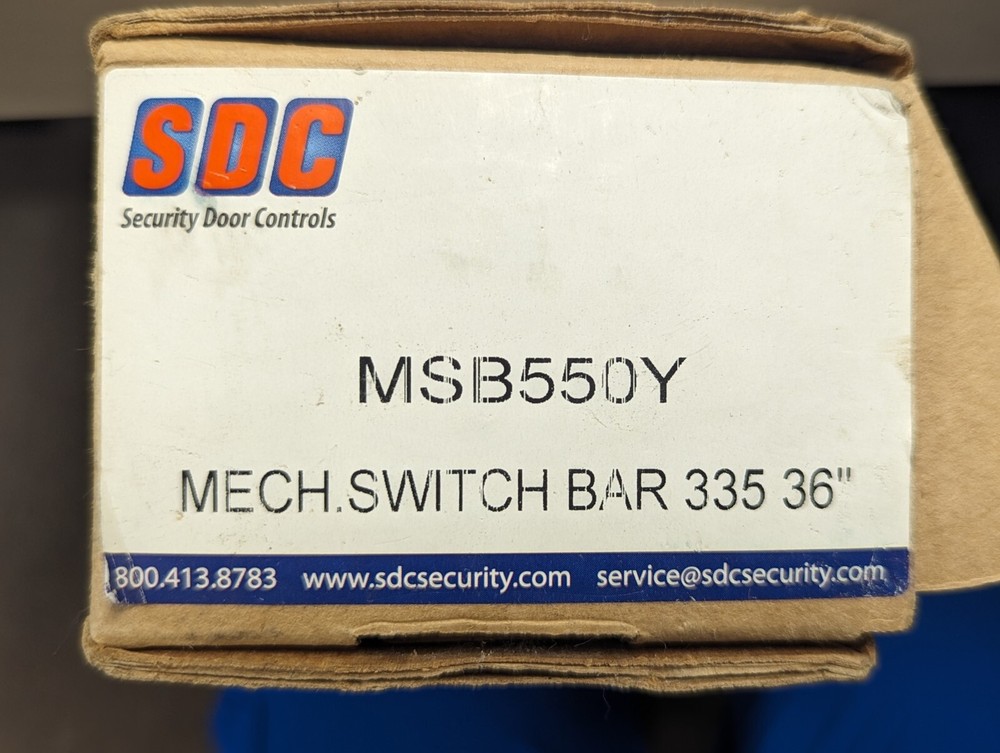 SDC
Security Door Controls
MSB550Y
MECH.SWITCH BAR 335 36"
800.413.8783 www.sdcsecurity.com service@sdcsecurity.com